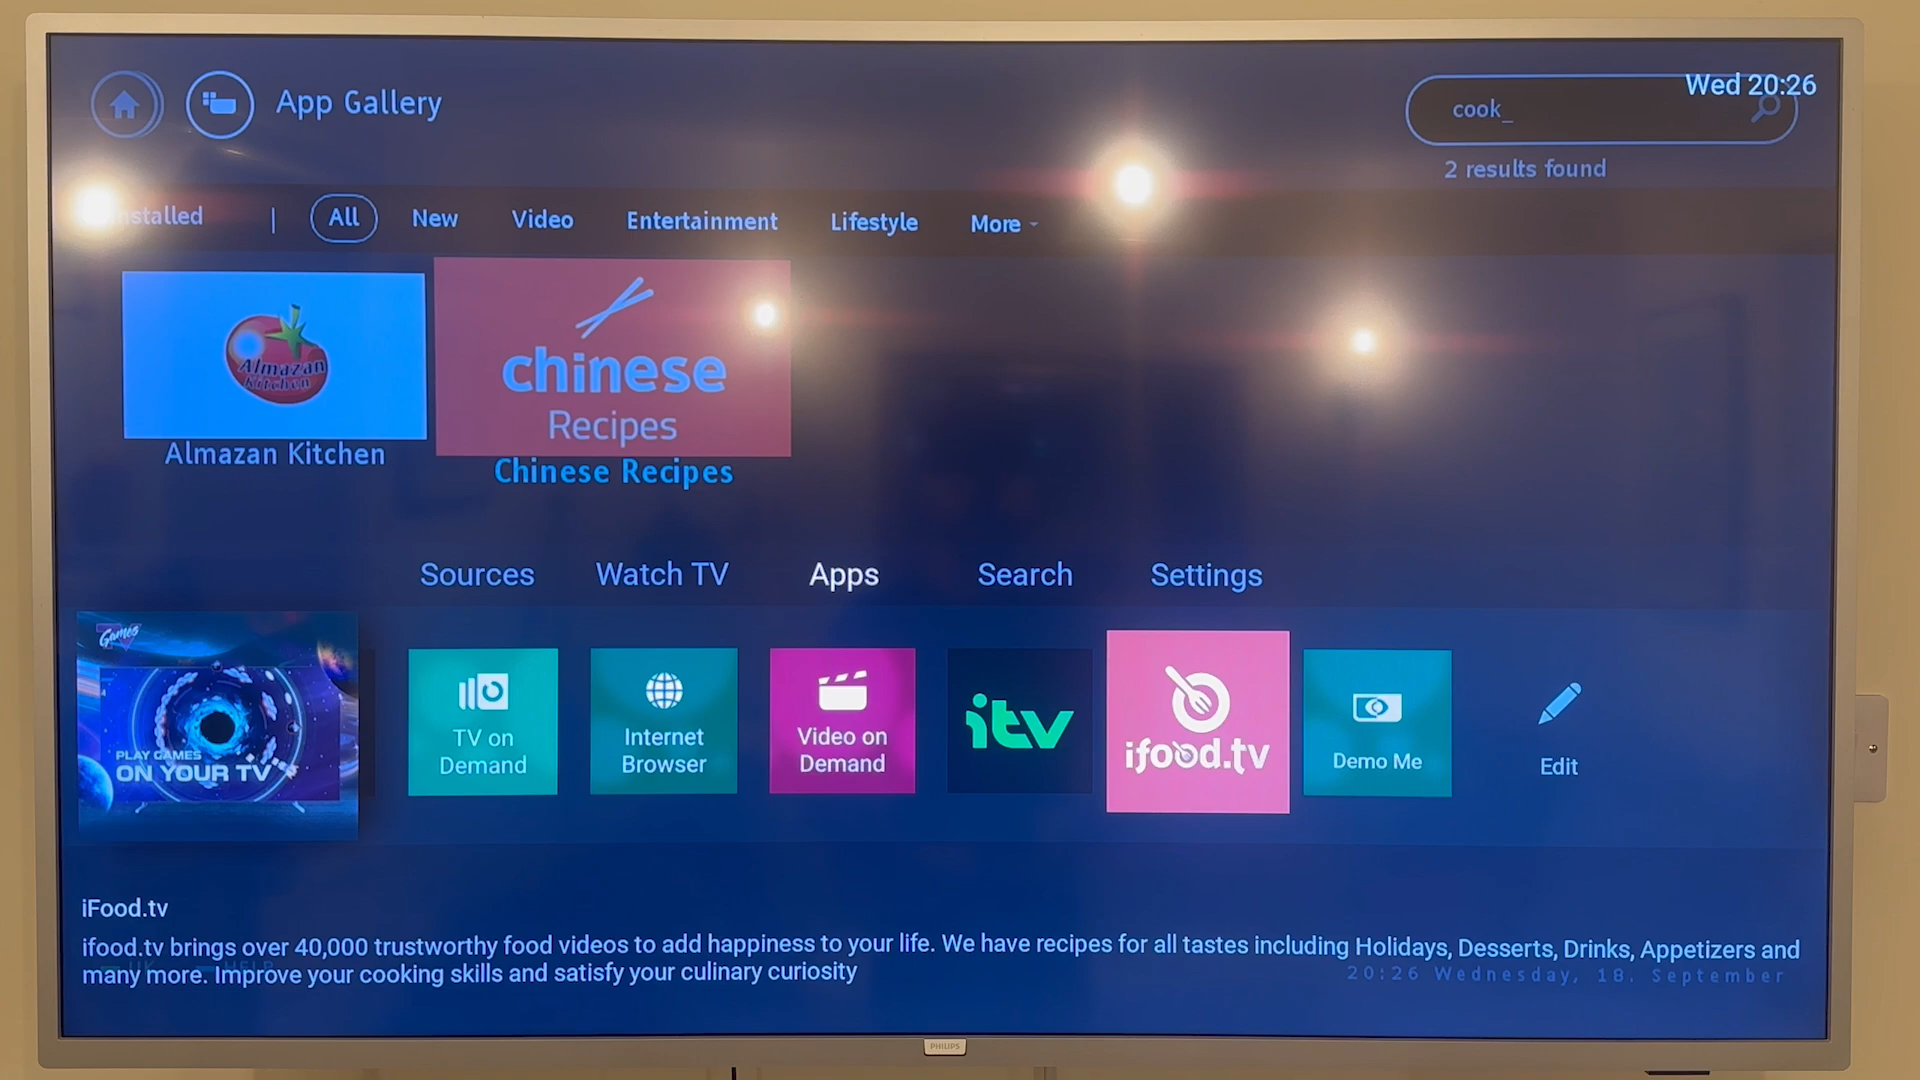 App Gallery
cook_
Wed 20:26
2 results found
nstalled | All New Video Entertainment Lifestyle More
Almazan
Kitchen
chinese
Recipes
Almazan Kitchen
Chinese Recipes
Sources Watch TV Apps Search Settings
Games
PLAY GAMES
ON YOUR TV
TV on
Demand
Internet
Browser
Video on
Demand
itv
ifood.tv
Demo Me
Edit
iFood.tv
ifood.tv brings over 40,000 trustworthy food videos to add happiness to your life. We have recipes for all tastes including Holidays, Desserts, Drinks, Appetizers and
many more. Improve your cooking skills and satisfy your culinary curiosity
HELP
20:26 Wednesday, 18. September
PHILIPS